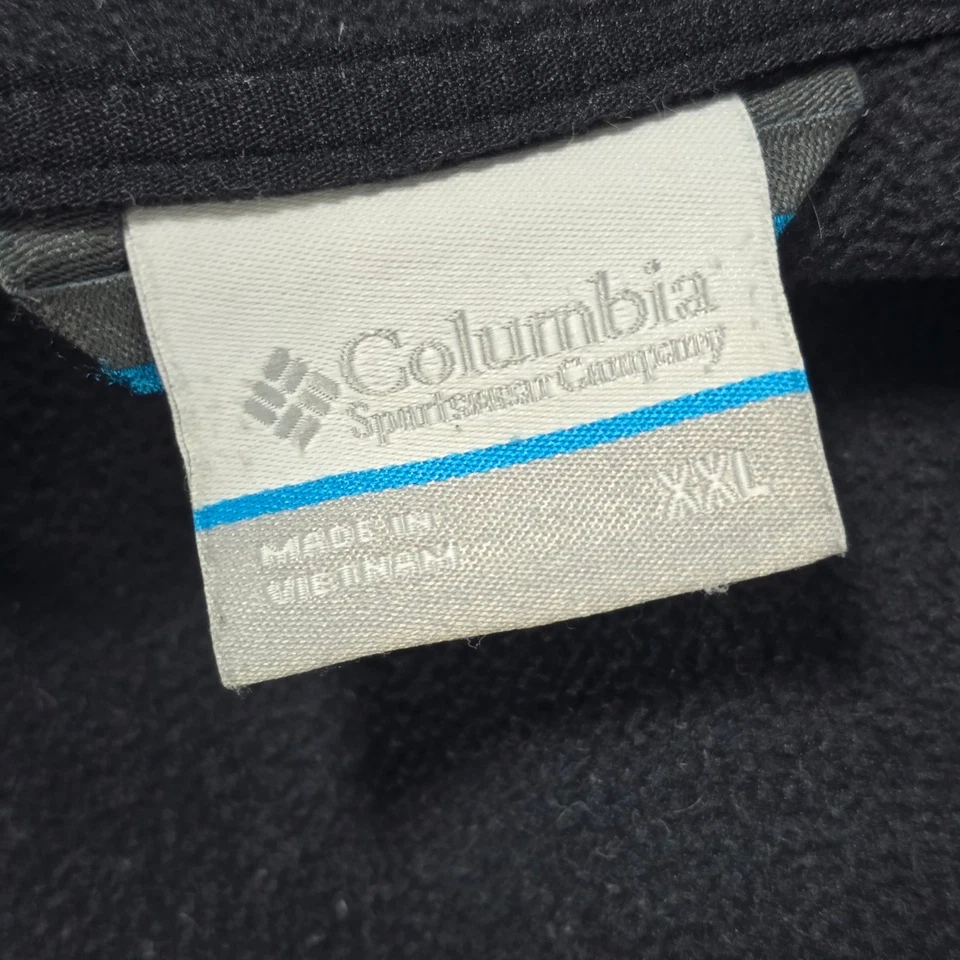 Columbia
Sportswear Company
XXL
MADE IN
VIETNAM